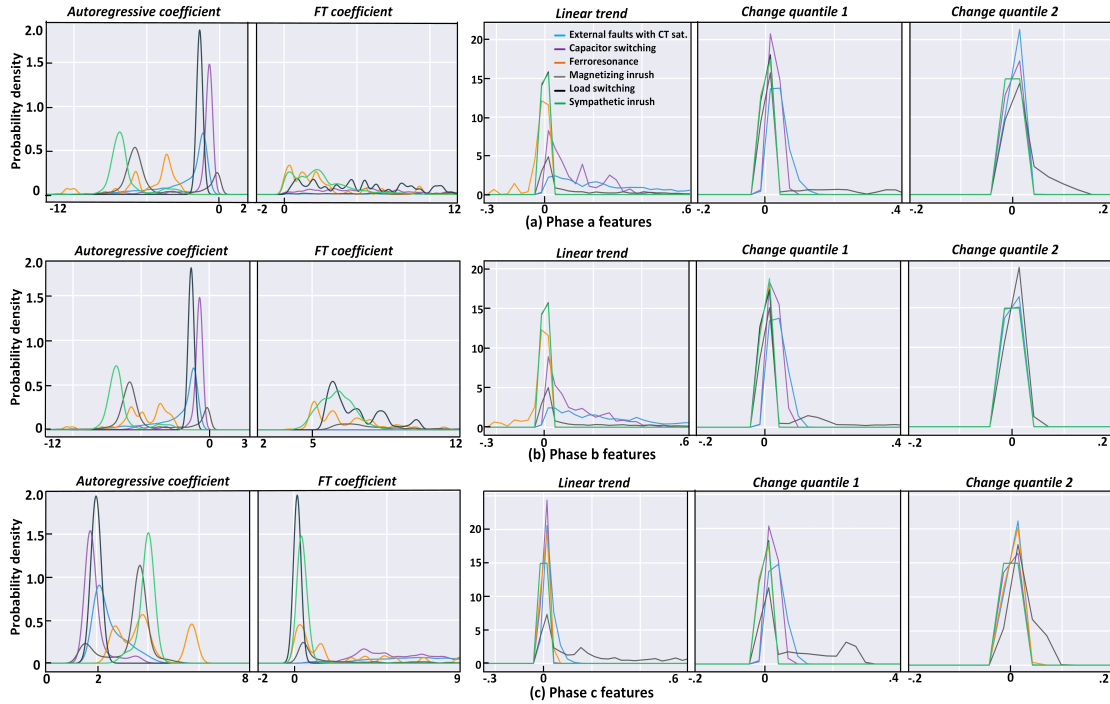 Autoregressive coefficient FT coefficient Linear trend Change quantile 1 Change quantile 2
Probability density
2.0
1.5
1.0
0.5
0
-12 0 2
-2 0 12
20
15
10
5
0
External faults with CT sat.
Capacitor switching
Ferroresonance
Magnetizing inrush
Load switching
Sympathetic inrush
-.3 0 .6
-.2 0 .4
-.2 0 .2
(a) Phase a features
Autoregressive coefficient FT coefficient Linear trend Change quantile 1 Change quantile 2
Probability density
2.0
1.5
1.0
0.5
0
-12 0 3
2 5 12
20
15
10
5
0
-.3 0 .6
-.2 0 .4
-.2 0 .2
(b) Phase b features
Autoregressive coefficient FT coefficient Linear trend Change quantile 1 Change quantile 2
Probability density
2.0
1.5
1.0
0.5
0
0 2 8
-2 0 9
20
15
10
5
0
-.3 0 .6
-.2 0 .4
-.2 0 .2
(c) Phase c features